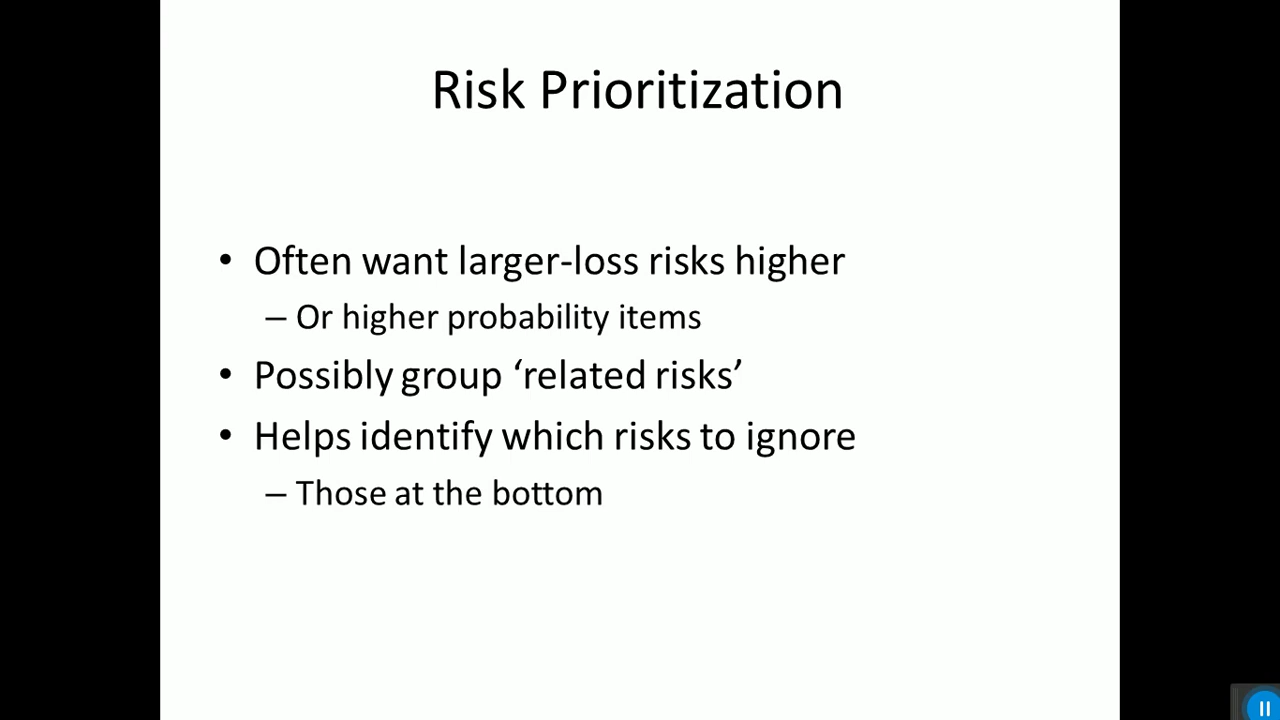 Risk Prioritization
• Often want larger-loss risks higher
– Or higher probability items
• Possibly group ‘related risks’
• Helps identify which risks to ignore
– Those at the bottom